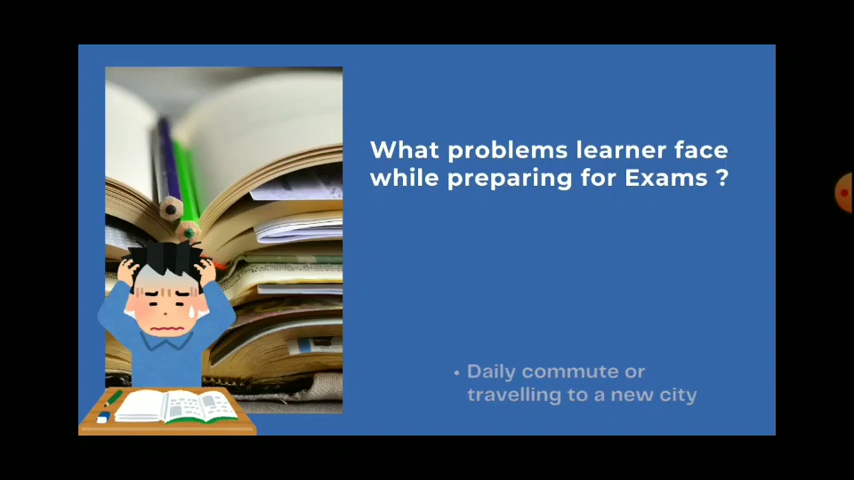 What problems learner face
while preparing for Exams ?
• Daily commute or
travelling to a new city